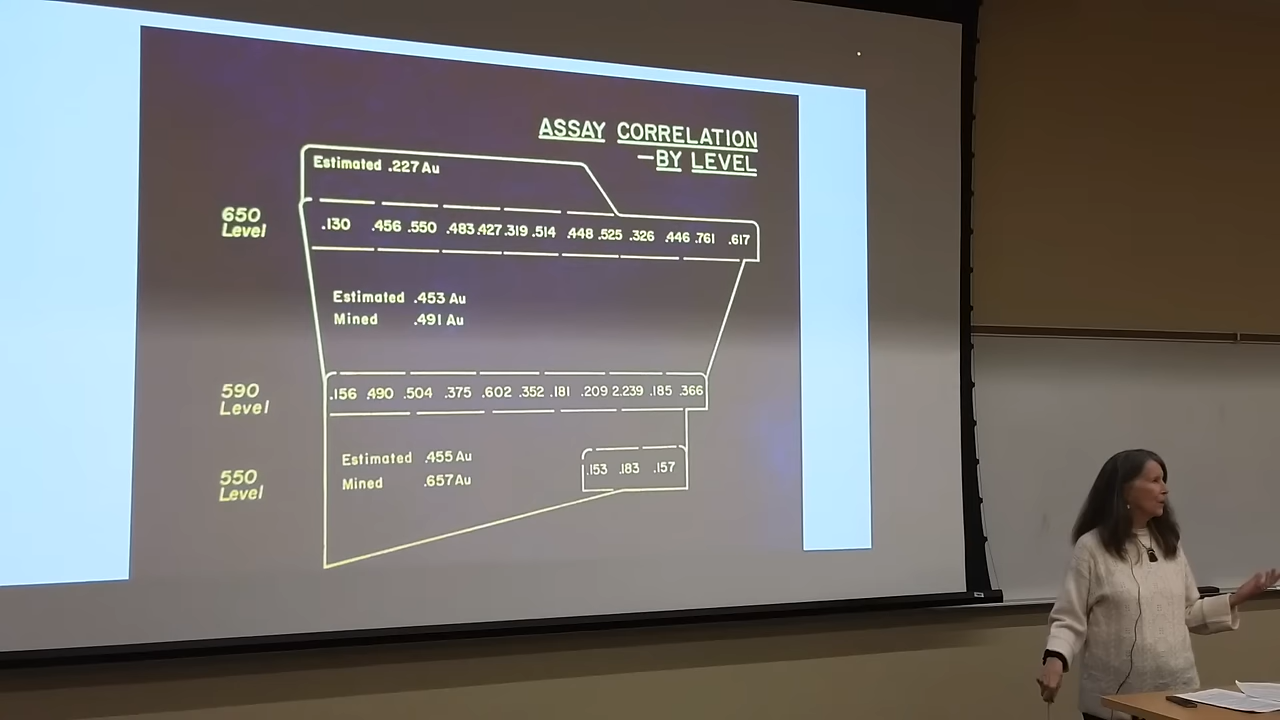 ASSAY CORRELATION
—BY LEVEL
Estimated .227 Au
650
Level
.130 .456 .550 .483 .427 .319 .514 .448 .525 .326 .446 .761 .617
Estimated .453 Au
Mined .491 Au
590
Level
.156 .490 .504 .375 .602 .352 .181 .209 2.239 .185 .366
Estimated .455 Au
Mined .657 Au
550
Level
.153 .183 .157